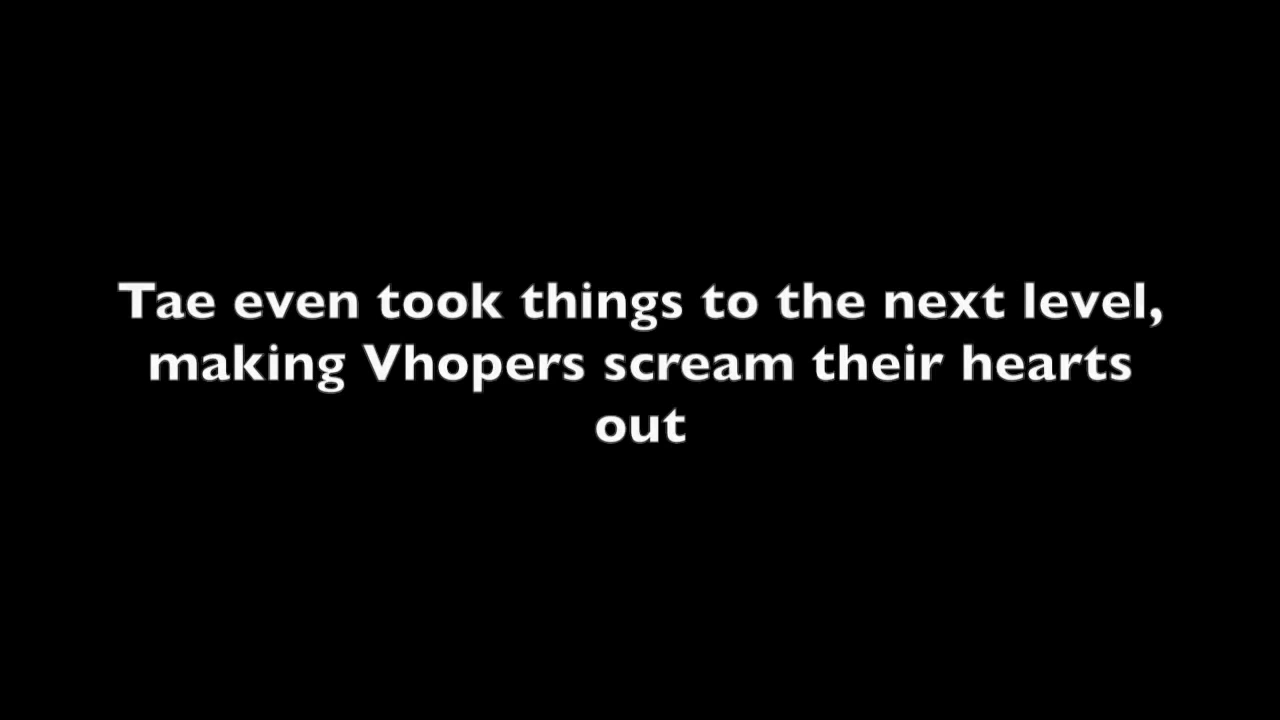 Tae even took things to the next level,
making Vhopers scream their hearts
out